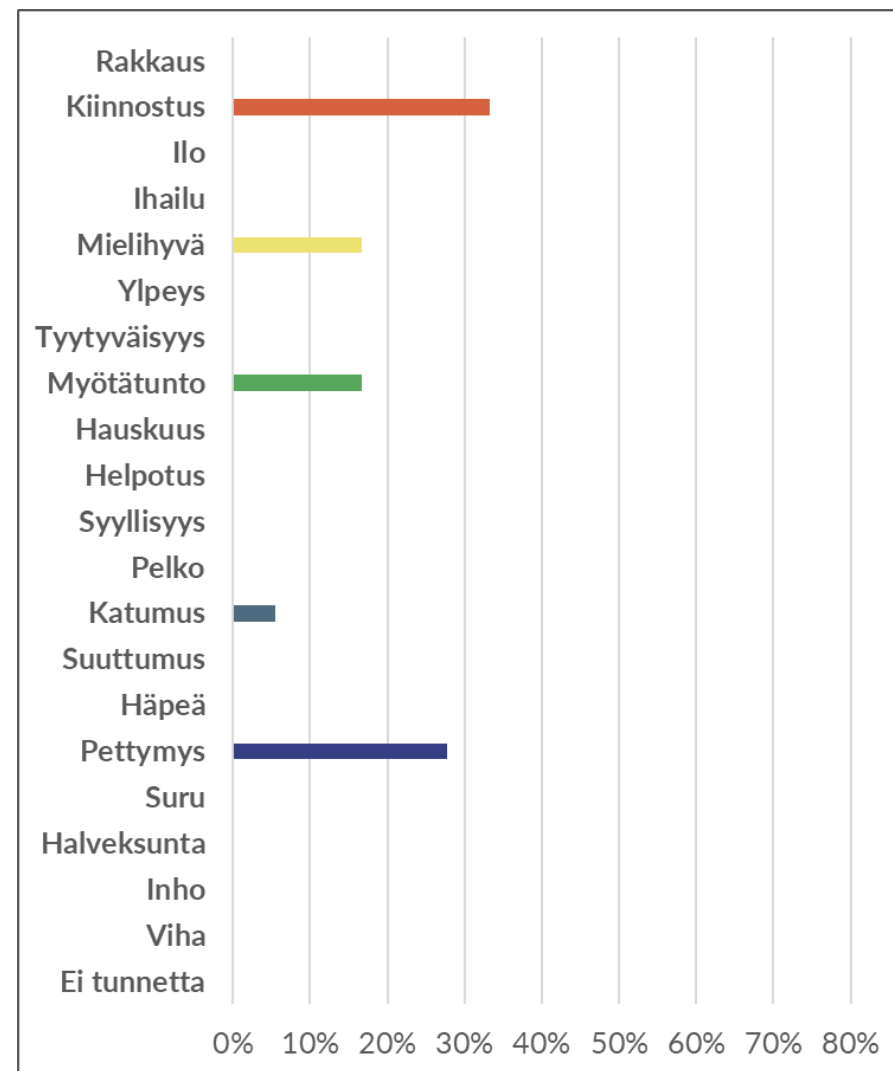 Rakkaus
Kiinnostus
Ilo
Ihailu
Mielihyvä
Ylpeys
Tyytyväisyys
Myötätunto
Hauskuus
Helpotus
Syyllisyys
Pelko
Katumus
Suuttumus
Häpeä
Pettymys
Suru
Halveksunta
Inho
Viha
Ei tunnetta
0% 10% 20% 30% 40% 50% 60% 70% 80%